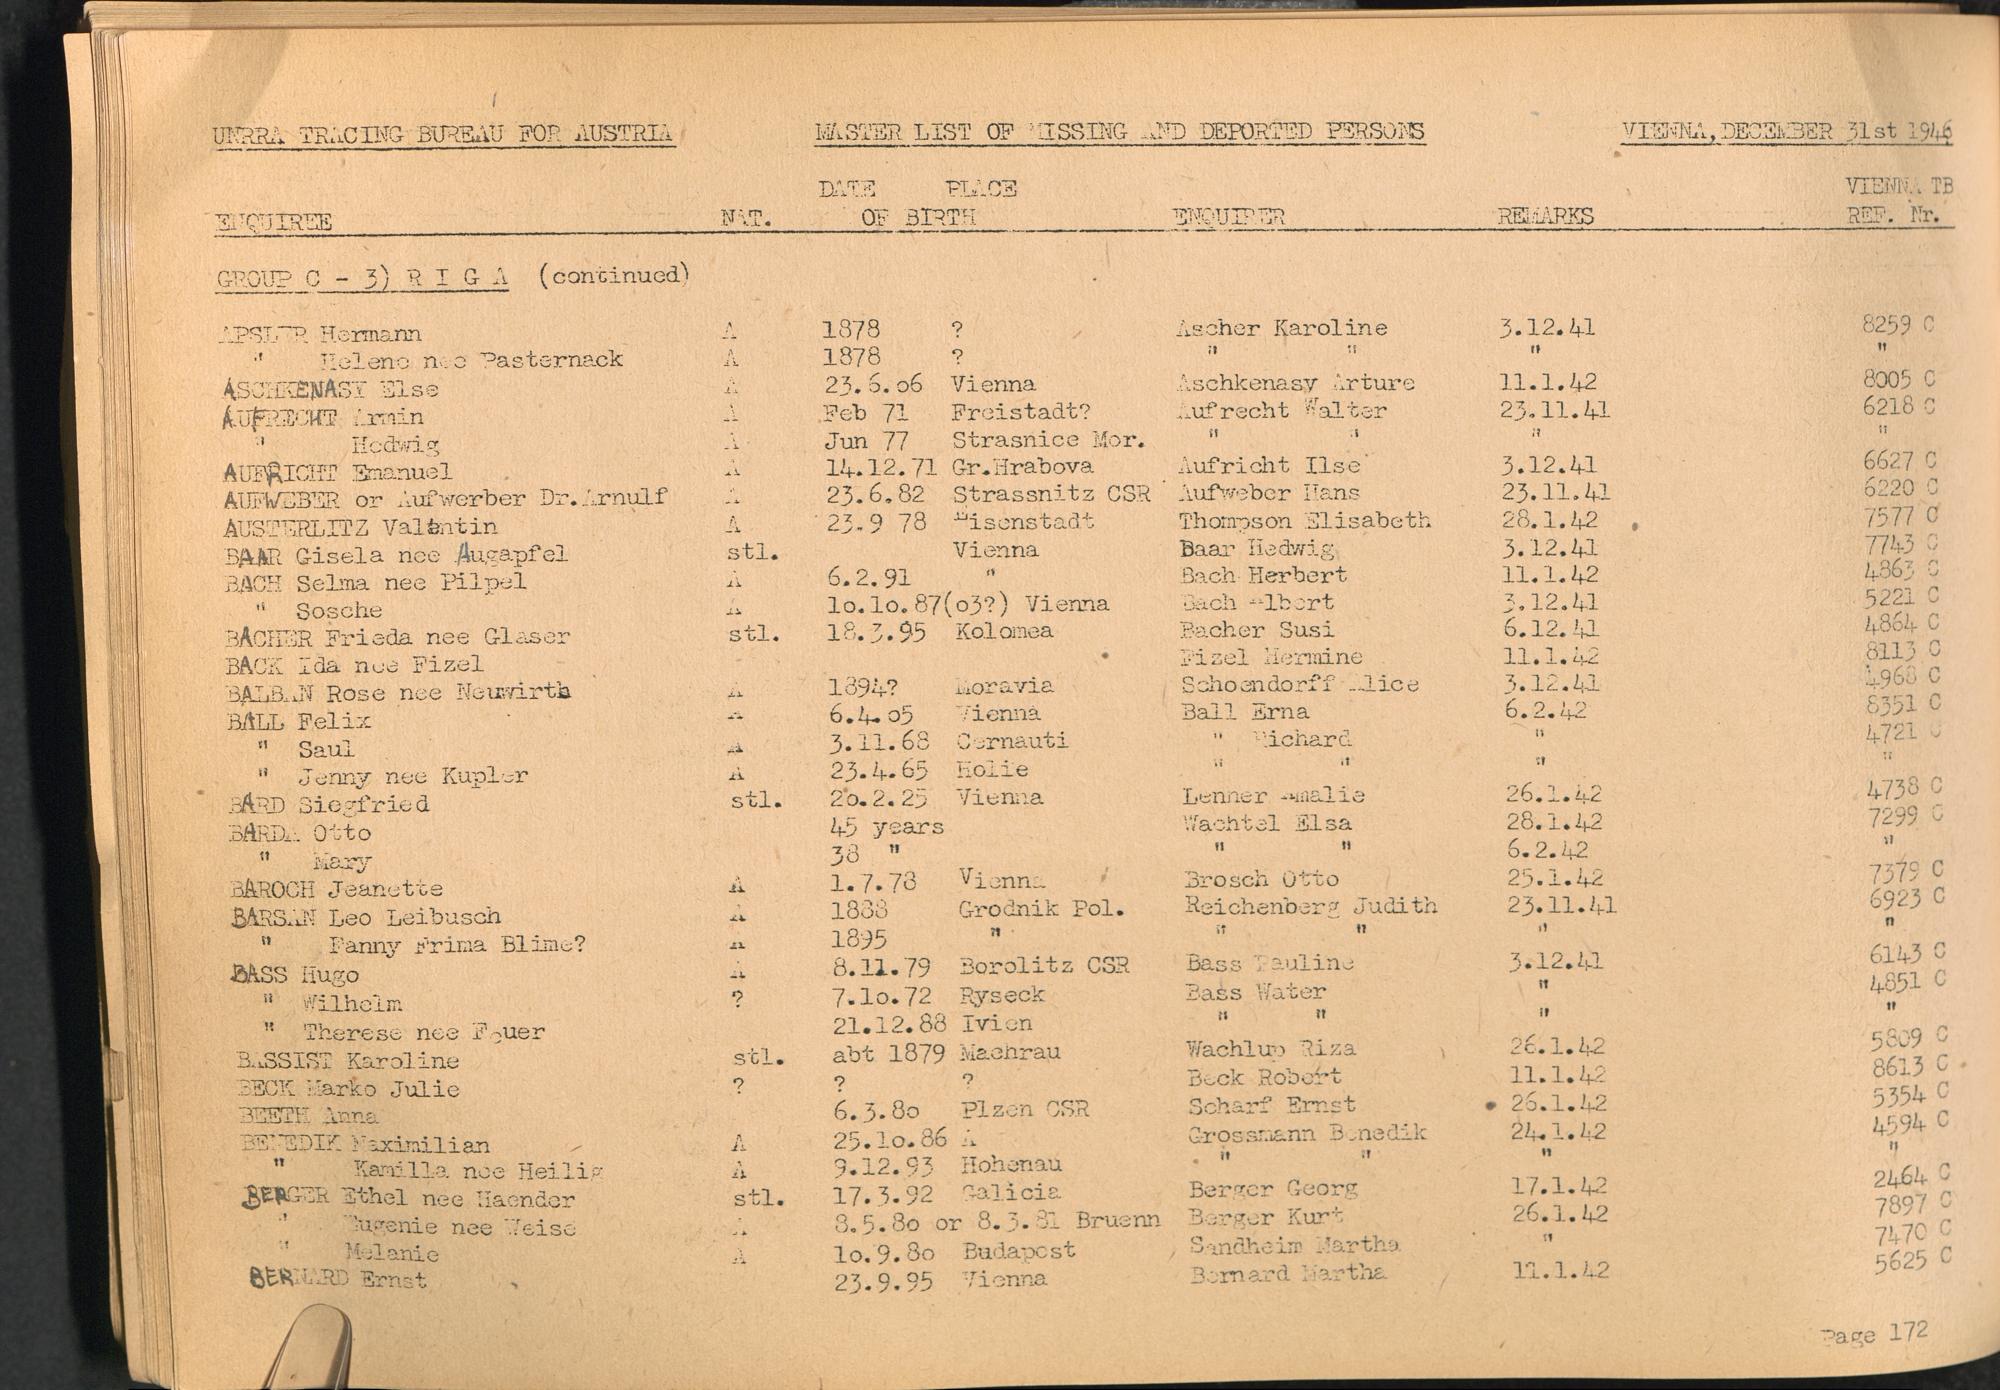 UNRRA TRACING BUREAU FOR AUSTRIA MASTER LIST OF MISSING AND DEPORTED PERSONS VIENNA, DECEMBER 31st 1946
DATE PLACE VIENNA TB
ENQUIREE NAT. OF BIRTH ENQUIRER REMARKS REF. Nr.
GROUP C - 3) R I G A (continued)
APSLER Hermann A 1878 ? Ascher Karoline 3.12.41 8259 C
" Helene nee Pasternack A 1878 ? " " " "
ASCHKENASY Else A 23.6.o6 Vienna Aschkenasy Arture 11.1.42 8005 C
AUFRECHT Armin A Feb 71 Freistadt? Aufrecht Walter 23.11.41 6218 C
" Hedwig A Jun 77 Strasnice Mor. " " " "
AUFRICHT Emanuel A 14.12.71 Gr.Hrabova Aufricht Ilse 3.12.41 6627 C
AUFWEBER or Aufwerber Dr.Arnulf A 23.6.82 Strassnitz CSR Aufweber Hans 23.11.41 6220 C
AUSTERLITZ Valentin A 23.9 78 Eisenstadt Thompson Elisabeth 28.1.42 7577 C
BAAR Gisela nee Augapfel stl. Vienna Baar Hedwig 3.12.41 7743 C
BACH Selma nee Pilpel A 6.2.91 " Bach Herbert 11.1.42 4863 C
" Sosche A 1o.1o.87(o3?) Vienna Bach Albert 3.12.41 5221 C
BACHER Frieda nee Glaser stl. 18.3.95 Kolomea Bacher Susi 6.12.41 4864 C
BACK Ida nee Fizel Fizel Hermine 11.1.42 8113 C
BALBAN Rose nee Neuwirth A 1894? Moravia Schoendorff Alice 3.12.41 4968 C
BALL Felix A 6.4.o5 Vienna Ball Erna 6.2.42 8351 C
" Saul A 3.11.68 Cernauti " Richard " 4721 C
" Jenny nee Kupler A 23.4.65 Holie " " " "
BARD Siegfried stl. 2o.2.25 Vienna Lenner Amalie 26.1.42 4738 C
BARDA Otto 45 years Wachtel Elsa 28.1.42 7299 C
" Mary 38 " " " 6.2.42 "
BAROCH Jeanette A 1.7.78 Vienna Brosch Otto 25.1.42 7379 C
BARSAN Leo Leibusch A 1888 Grodnik Pol. Reichenberg Judith 23.11.41 6923 C
" Fanny Frima Blime? A 1895 " " " " "
BASS Hugo A 8.11.79 Borolitz CSR Bass Pauline 3.12.41 6143 C
" Wilhelm ? 7.1o.72 Ryseck Bass Water " 4851 C
" Therese nee Feuer 21.12.88 Ivien " " " "
BASSIST Karoline stl. abt 1879 Maehrau Wachlup Riza 26.1.42 5809 C
BECK Marko Julie ? ? ? Beck Robert 11.1.42 8613 C
BEETH Anna 6.3.8o Plzen CSR Scharf Ernst 26.1.42 5354 C
BENEDIK Maximilian A 25.1o.86 A Grossmann Benedik 24.1.42 4594 C
" Kamilla nee Heilig A 9.12.93 Hohenau " " " "
BERGER Ethel nee Haender stl. 17.3.92 Galicia Berger Georg 17.1.42 2464 C
" Eugenie nee Weise A 8.5.8o or 8.3.81 Bruenn Berger Kurt 26.1.42 7897 C
" Melanie A 1o.9.8o Budapest Sandheim Martha " 7470 C
BERNARD Ernst 23.9.95 Vienna Bernard Martha 11.1.42 5625 C
Page 172